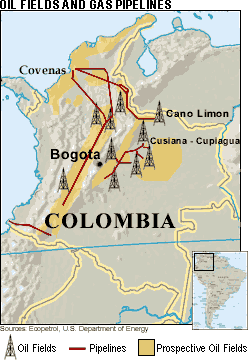 OIL FIELDS AND GAS PIPELINES
Covenas
Cano Limon
Cusiana - Cupiagua
Bogota
COLOMBIA
Sources: Ecopetrol, U.S. Department of Energy
Oil Fields
Pipelines
Prospective Oil Fields